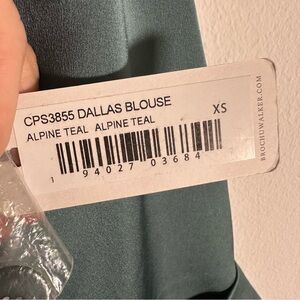 CPS3855 DALLAS BLOUSE
ALPINE TEAL ALPINE TEAL
XS
1 94027 03684
BROCHUWALKER.COM